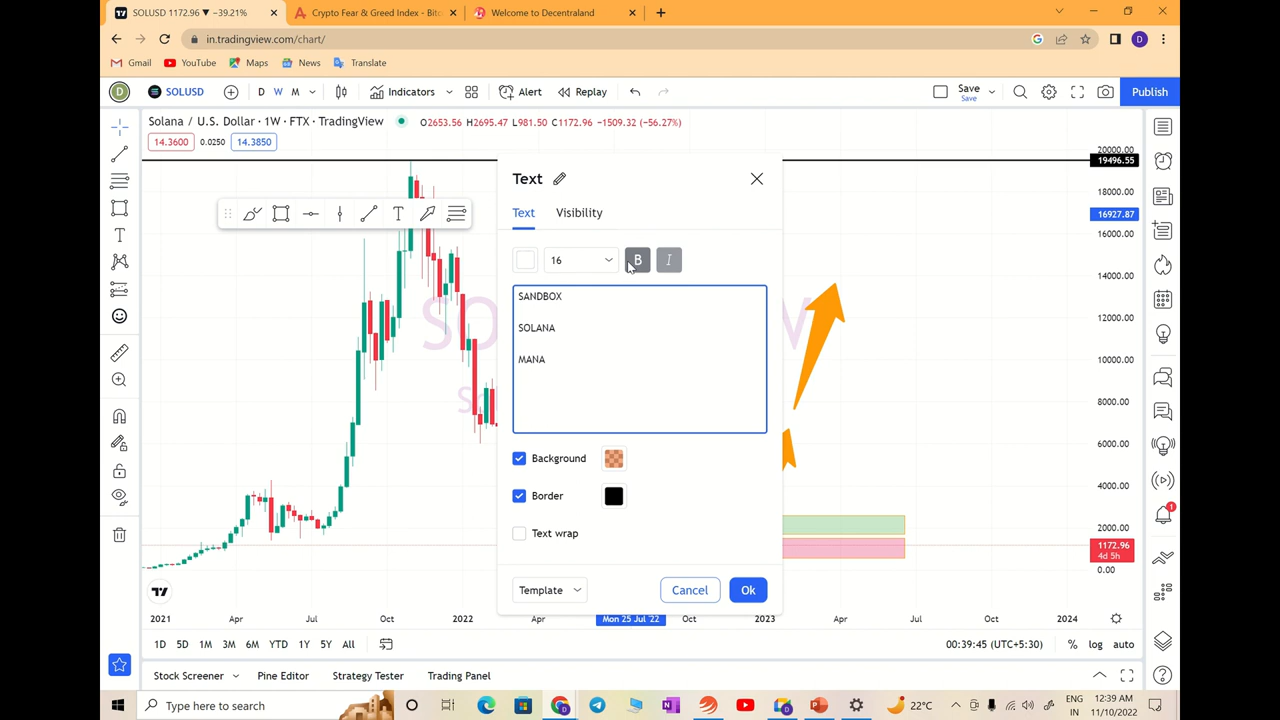 SOLUSD 1172.96 ▼ −39.21%
Crypto Fear & Greed Index - Bitc
Welcome to Decentraland
in.tradingview.com/chart/
D
Gmail
YouTube
Maps
News
Translate
D
SOLUSD
D W M
Indicators
Alert
Replay
Save
Save
Publish
Solana / U.S. Dollar · 1W · FTX · TradingView
O2653.56 H2695.47 L981.50 C1172.96 −1509.32 (−56.27%)
14.3600
0.0250
14.3850
20000.00
19496.55
18000.00
16927.87
16000.00
14000.00
12000.00
10000.00
8000.00
6000.00
4000.00
2000.00
1172.96
4d 5h
0.00
Text
Text
Visibility
16
B
I
SANDBOX
SOLANA
MANA
Background
Border
Text wrap
Template
Cancel
Ok
2021
Apr
Jul
Oct
2022
Apr
Mon 25 Jul '22
Oct
2023
Apr
Jul
Oct
2024
1D 5D 1M 3M 6M YTD 1Y 5Y All
00:39:45 (UTC+5:30)
%
log
auto
Stock Screener
Pine Editor
Strategy Tester
Trading Panel
Type here to search
22°C
ENG
IN
12:39 AM
11/10/2022